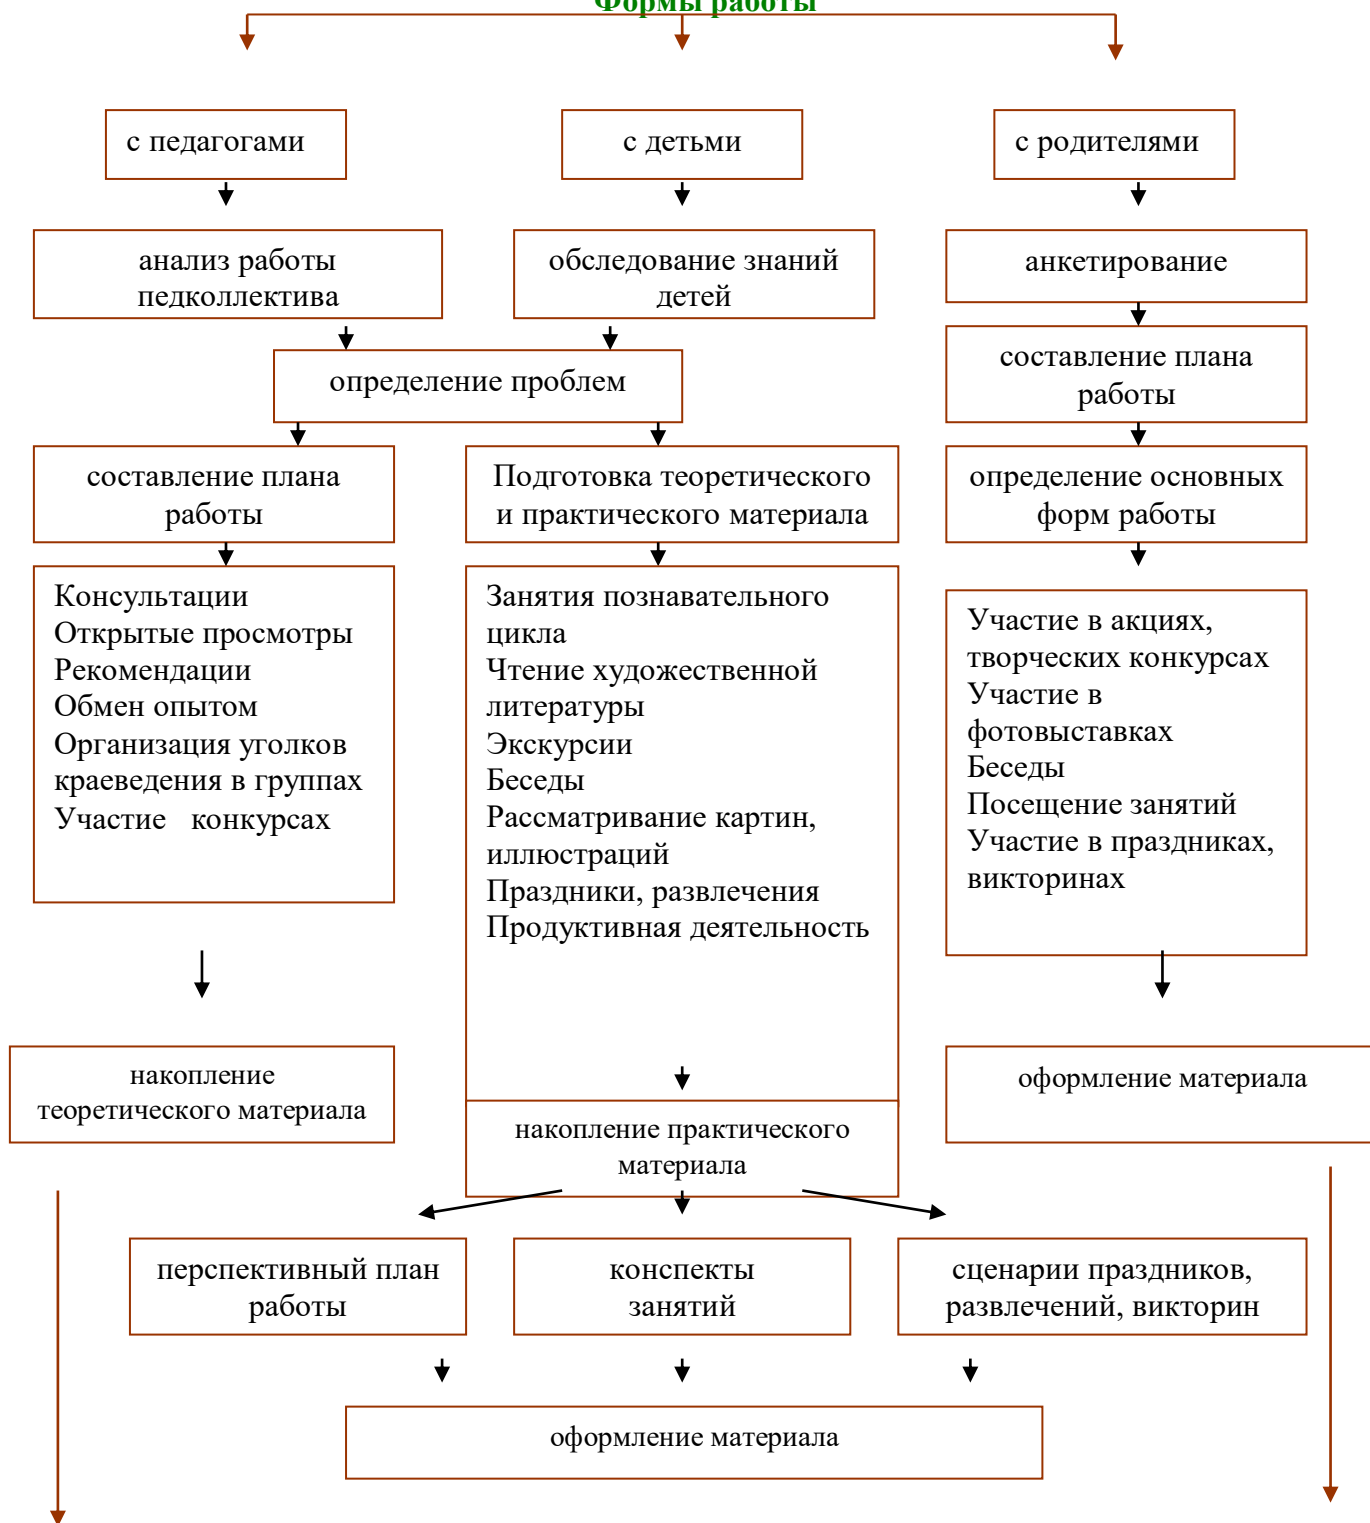 Формы работы
с педагогами
с детьми
с родителями
анализ работы
педколлектива
обследование знаний
детей
анкетирование
определение проблем
составление плана
работы
составление плана
работы
Подготовка теоретического
и практического материала
определение основных
форм работы
Консультации
Открытые просмотры
Рекомендации
Обмен опытом
Организация уголков
краеведения в группах
Участие   конкурсах
Занятия познавательного
цикла
Чтение художественной
литературы
Экскурсии
Беседы
Рассматривание картин,
иллюстраций
Праздники, развлечения
Продуктивная деятельность
Участие в акциях,
творческих конкурсах
Участие в
фотовыставках
Беседы
Посещение занятий
Участие в праздниках,
викторинах
накопление
теоретического материала
накопление практического
материала
оформление материала
перспективный план
работы
конспекты
занятий
сценарии праздников,
развлечений, викторин
оформление материала